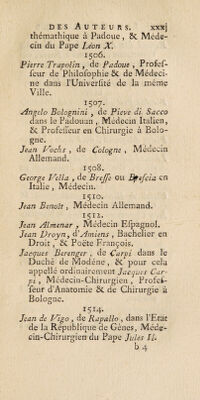 DES AUTEURS. xxxj
thématique à Padoue, & Méde-
cin du Pape Léon X.
1506.
Pierre Trapolin, de Padoue, Profes-
seur de Philosophie & de Médeci-
ne dans l'Université de la même
Ville.
1507.
Angelo Bolognini, de Pieve di Sacco
dans le Padouan, Médecin Italien,
& Professeur en Chirurgie à Bolo-
gne.
Jean Vochs, de Cologne, Médecin
Allemand.
1508.
George Vella, de Bresse ou Brescia en
Italie, Médecin.
1510.
Jean Benoît, Médecin Allemand.
1512.
Jean Almenar, Médecin Espagnol.
Jean Droyn, d'Amiens, Bachelier en
Droit, & Poëte François.
Jacques Berenger, de Carpi dans le
Duché de Modène, & pour cela
appellé ordinairement Jacques Car-
pi, Médecin-Chirurgien, Profes-
seur d'Anatomie & de Chirurgie à
Bologne.
1514.
Jean de Vigo, de Rapallo, dans l'Etat
de la République de Gènes, Méde-
cin-Chirurgien du Pape Jules II.
b 4